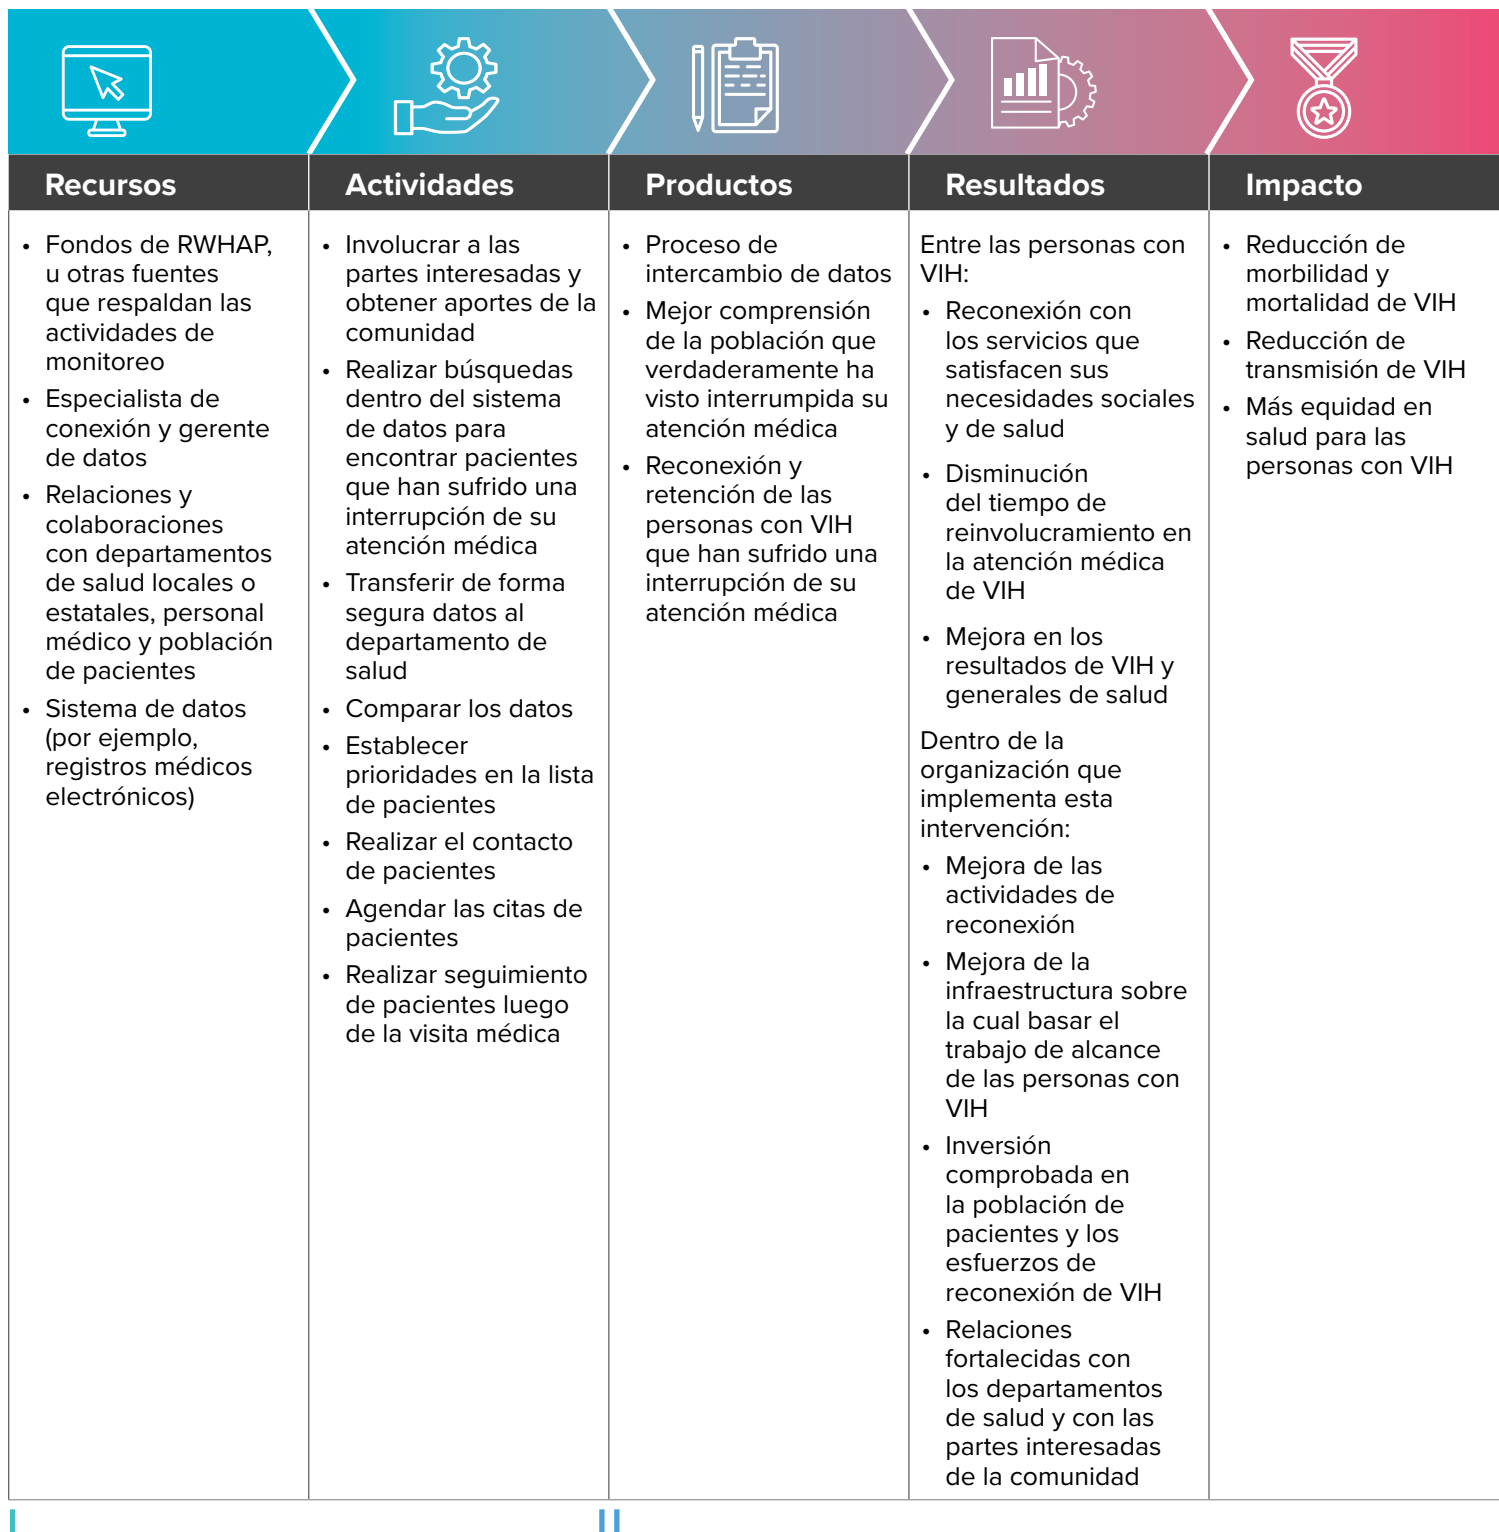 Recursos
Actividades
Productos
Resultados
Impacto
• Fondos de RWHAP,
u otras fuentes
que respaldan las
actividades de
monitoreo
• Especialista de
conexión y gerente
de datos
• Relaciones y
colaboraciones
con departamentos
de salud locales o
estatales, personal
médico y población
de pacientes
• Sistema de datos
(por ejemplo,
registros médicos
electrónicos)
• Involucrar a las
partes interesadas y
obtener aportes de la
comunidad
• Realizar búsquedas
dentro del sistema
de datos para
encontrar pacientes
que han sufrido una
interrupción de su
atención médica
• Transferir de forma
segura datos al
departamento de
salud
• Comparar los datos
• Establecer
prioridades en la lista
de pacientes
• Realizar el contacto
de pacientes
• Agendar las citas de
pacientes
• Realizar seguimiento
de pacientes luego
de la visita médica
• Proceso de
intercambio de datos
• Mejor comprensión
de la población que
verdaderamente ha
visto interrumpida su
atención médica
• Reconexión y
retención de las
personas con VIH
que han sufrido una
interrupción de su
atención médica
Entre las personas con
VIH:
• Reconexión con
los servicios que
satisfacen sus
necesidades sociales
y de salud
• Disminución
del tiempo de
reinvolucramiento en
la atención médica
de VIH
• Mejora en los
resultados de VIH y
generales de salud
Dentro de la
organización que
implementa esta
intervención:
• Mejora de las
actividades de
reconexión
• Mejora de la
infraestructura sobre
la cual basar el
trabajo de alcance
de las personas con
VIH
• Inversión
comprobada en
la población de
pacientes y los
esfuerzos de
reconexión de VIH
• Relaciones
fortalecidas con
los departamentos
de salud y con las
partes interesadas
de la comunidad
• Reducción de
morbilidad y
mortalidad de VIH
• Reducción de
transmisión de VIH
• Más equidad en
salud para las
personas con VIH